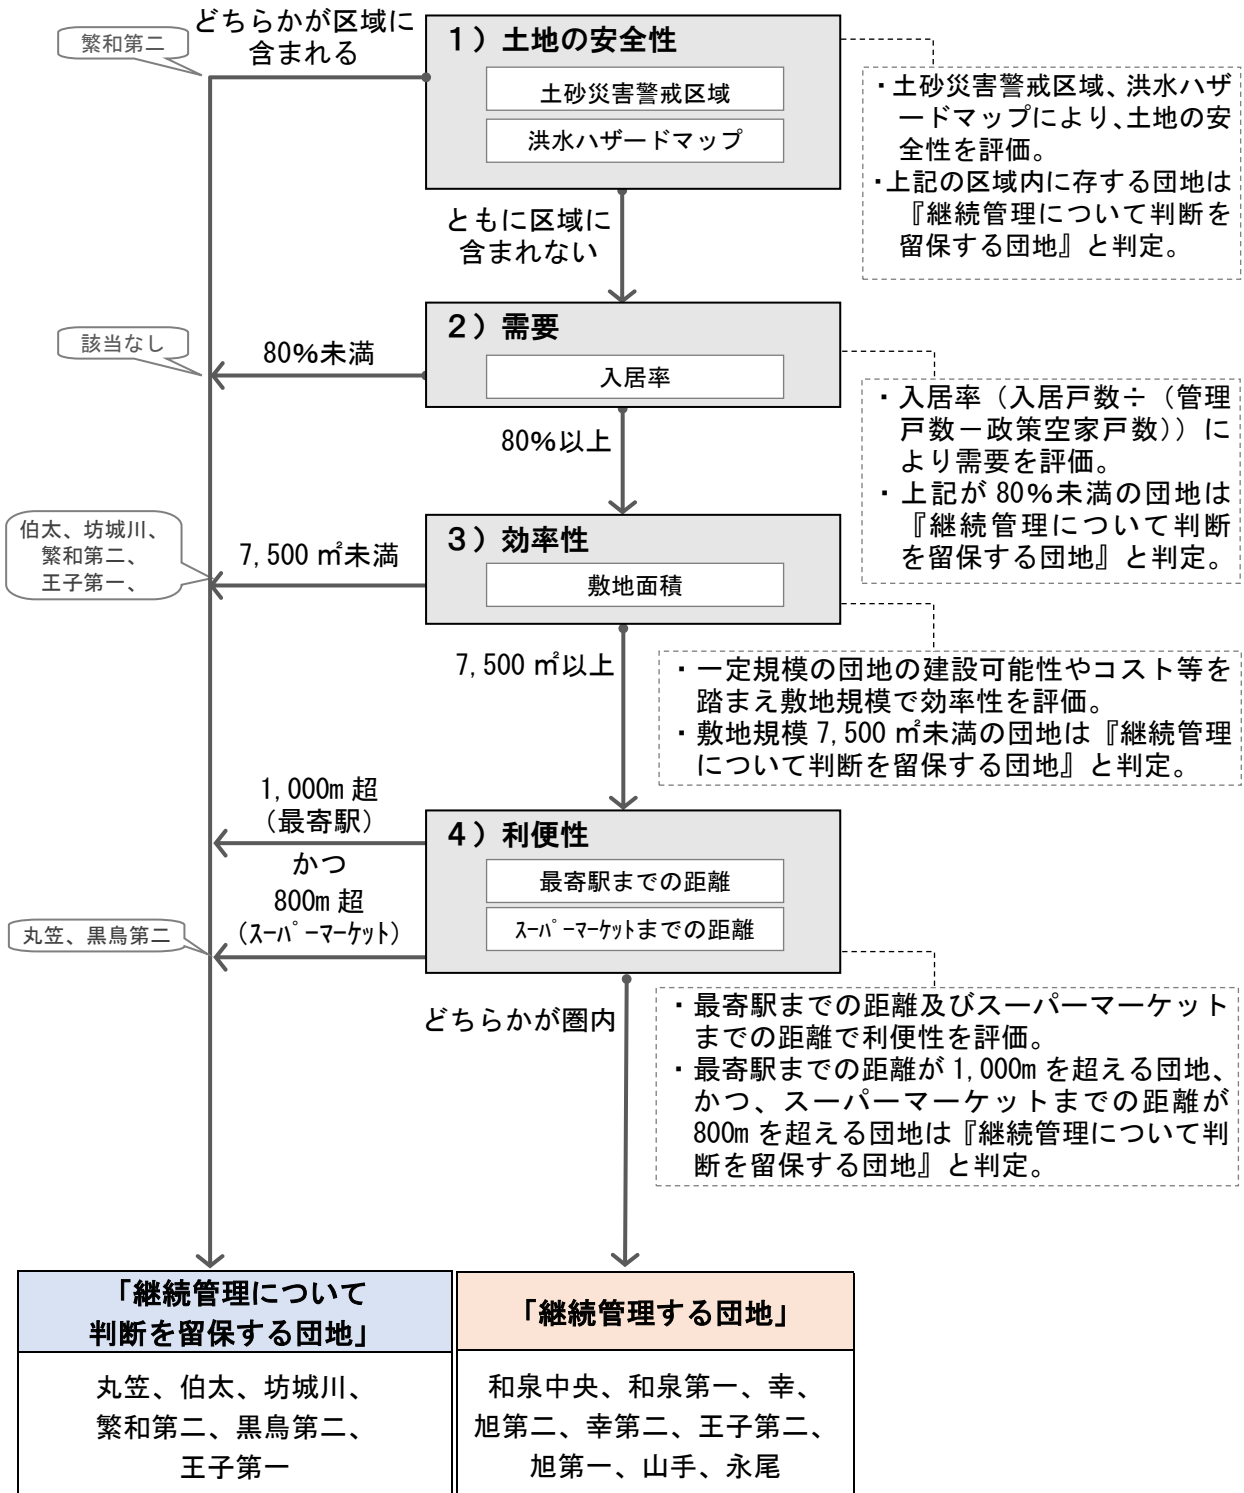 繁和第二
どちらかが区域に
含まれる
1)土地の安全性
土砂災害警戒区域
洪水ハザードマップ
・土砂災害警戒区域、洪水ハザ
ードマップにより、土地の安
全性を評価。
・上記の区域内に存する団地は
『継続管理について判断を
留保する団地』と判定。
ともに区域に
含まれない
該当なし
80%未満
2)需要
入居率
・入居率(入居戸数÷(管理
戸数-政策空家戸数))に
より需要を評価。
・上記が80%未満の団地は
『継続管理について判断
を留保する団地』と判定。
80%以上
伯太、坊城川、
繁和第二、
王子第一、
7,500㎡未満
3)効率性
敷地面積
・一定規模の団地の建設可能性やコスト等を
踏まえ敷地規模で効率性を評価。
・敷地規模7,500㎡未満の団地は『継続管理
について判断を留保する団地』と判定。
7,500㎡以上
1,000m超
(最寄駅)
かつ
800m超
(スーパーマーケット)
丸笠、黒鳥第二
4)利便性
最寄駅までの距離
スーパーマーケットまでの距離
・最寄駅までの距離及びスーパーマーケット
までの距離で利便性を評価。
・最寄駅までの距離が1,000mを超える団地、
かつ、スーパーマーケットまでの距離が
800mを超える団地は『継続管理について判
断を留保する団地』と判定。
どちらかが圏内
「継続管理について
判断を留保する団地」
丸笠、伯太、坊城川、
繁和第二、黒鳥第二、
王子第一
「継続管理する団地」
和泉中央、和泉第一、幸、
旭第二、幸第二、王子第二、
旭第一、山手、永尾